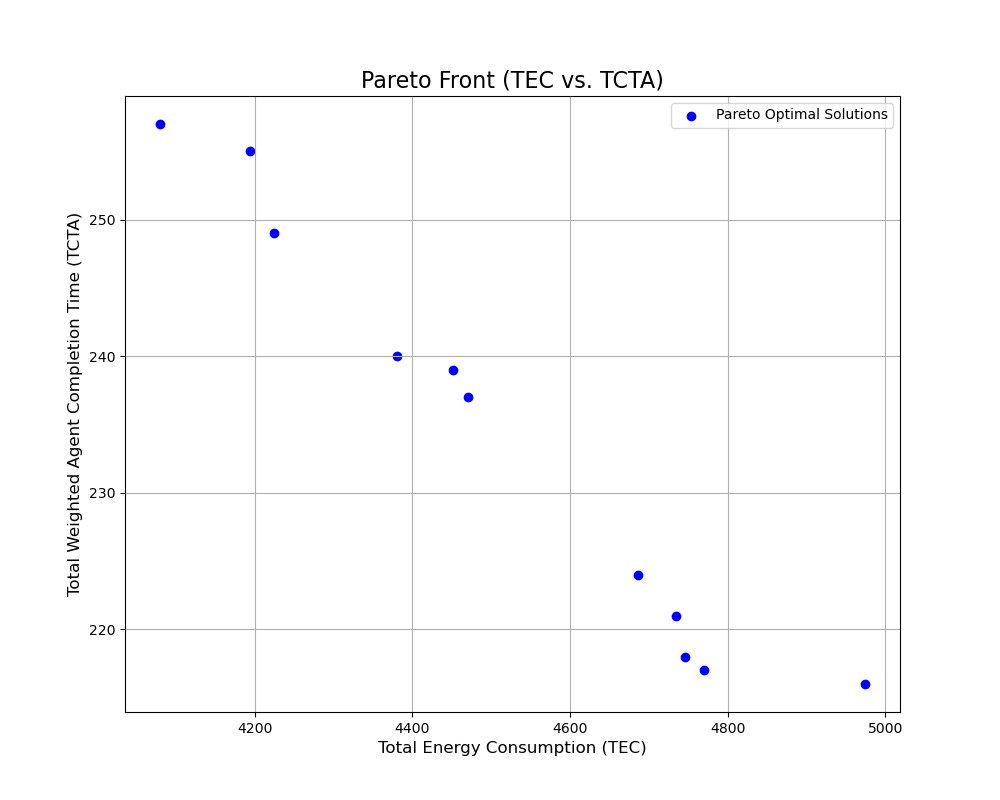 Pareto Front (TEC vs. TCTA)
Pareto Optimal Solutions
Total Weighted Agent Completion Time (TCTA)
250
240
230
220
4200 4400 4600 4800 5000
Total Energy Consumption (TEC)